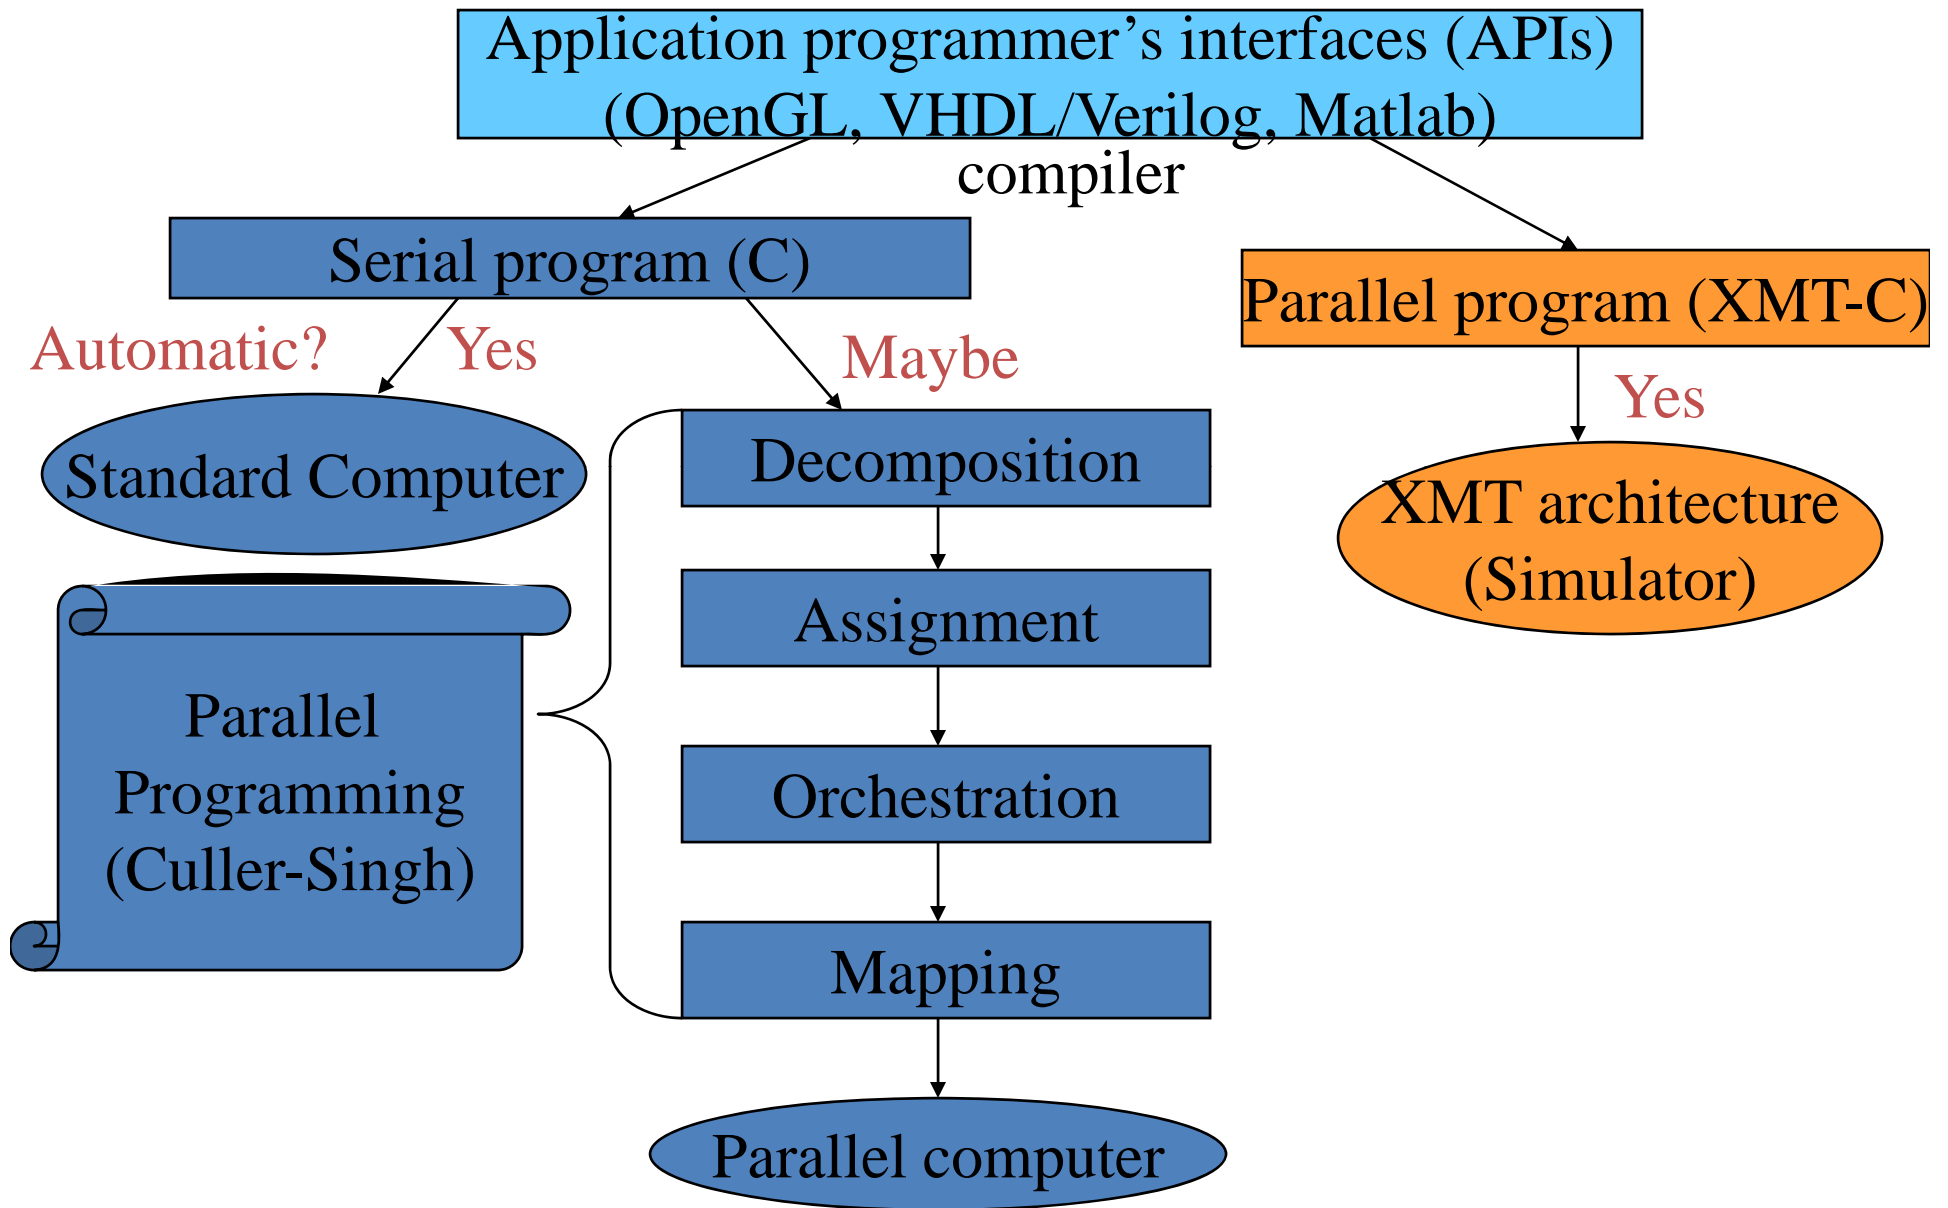 Application programmer’s interfaces (APIs)
(OpenGL, VHDL/Verilog, Matlab)
compiler
Serial program (C)
Parallel program (XMT-C)
Automatic?
Yes
Maybe
Yes
Standard Computer
Decomposition
XMT architecture
(Simulator)
Assignment
Parallel
Programming
(Culler-Singh)
Orchestration
Mapping
Parallel computer